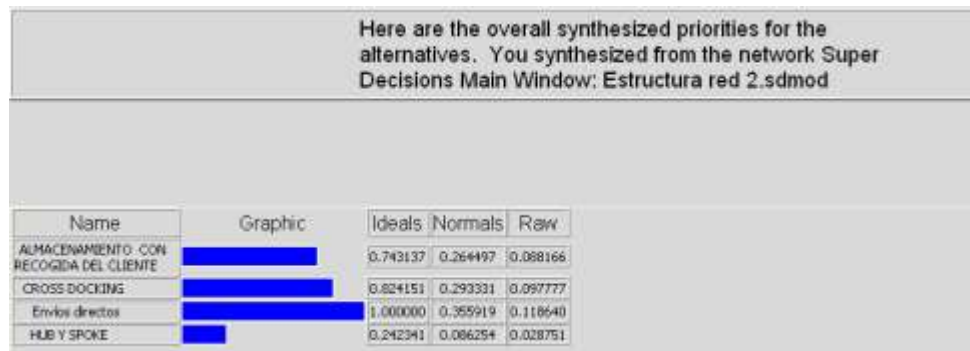 Here are the overall synthesized priorities for the
alternatives. You synthesized from the network Super
Decisions Main Window: Estructura red 2.sdmod
Name Graphic Ideals Normals Raw
ALMACENAMIENTO CON
RECOGIDA DEL CLIENTE 0.743137 0.264497 0.088166
CROSS DOCKING 0.824151 0.293331 0.097777
Envios directos 1.000000 0.355919 0.118640
HUB Y SPOKE 0.242341 0.086254 0.028751